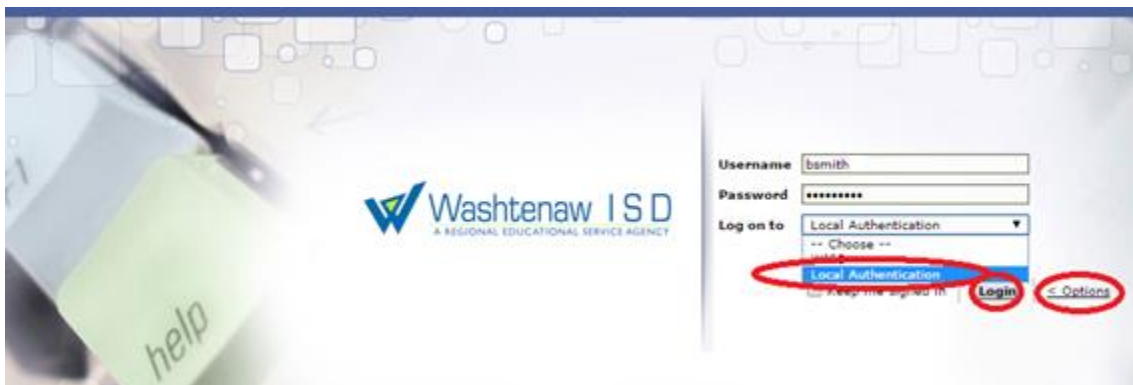 Username bsmith
Password •••••••••
Log on to Local Authentication
-- Choose --
Local Authentication
Keep me signed in Login < Options
Washtenaw ISD
A REGIONAL EDUCATIONAL SERVICE AGENCY
help